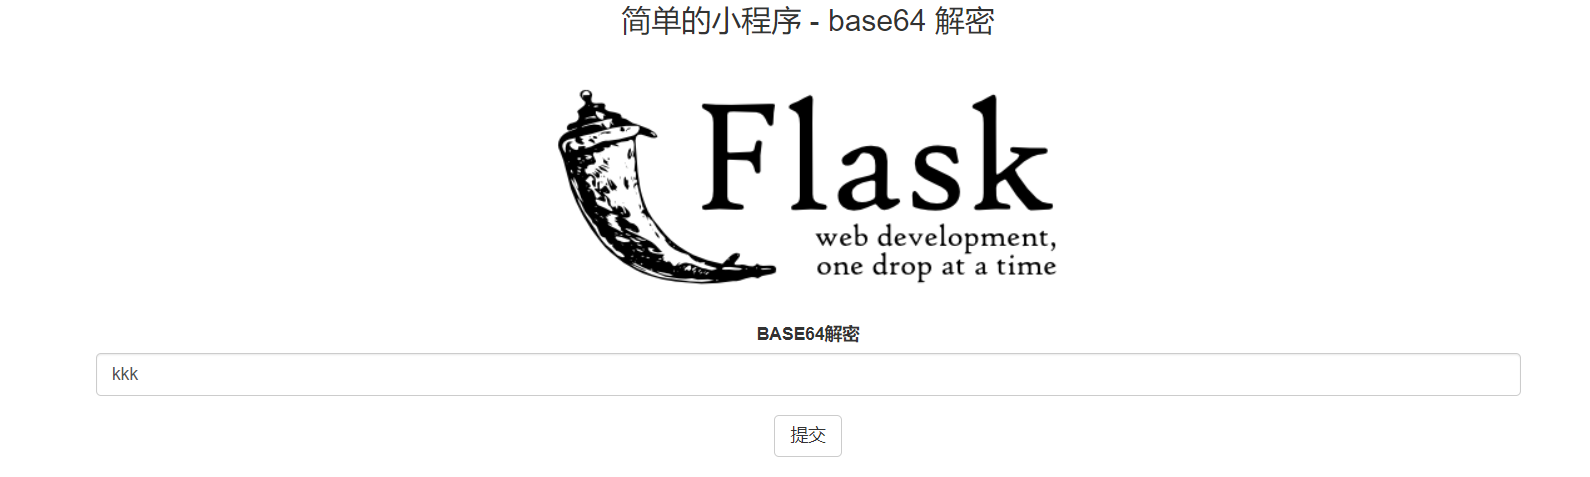 简单的小程序 - base64 解密
Flask
web development,
one drop at a time
BASE64解密
kkk
提交